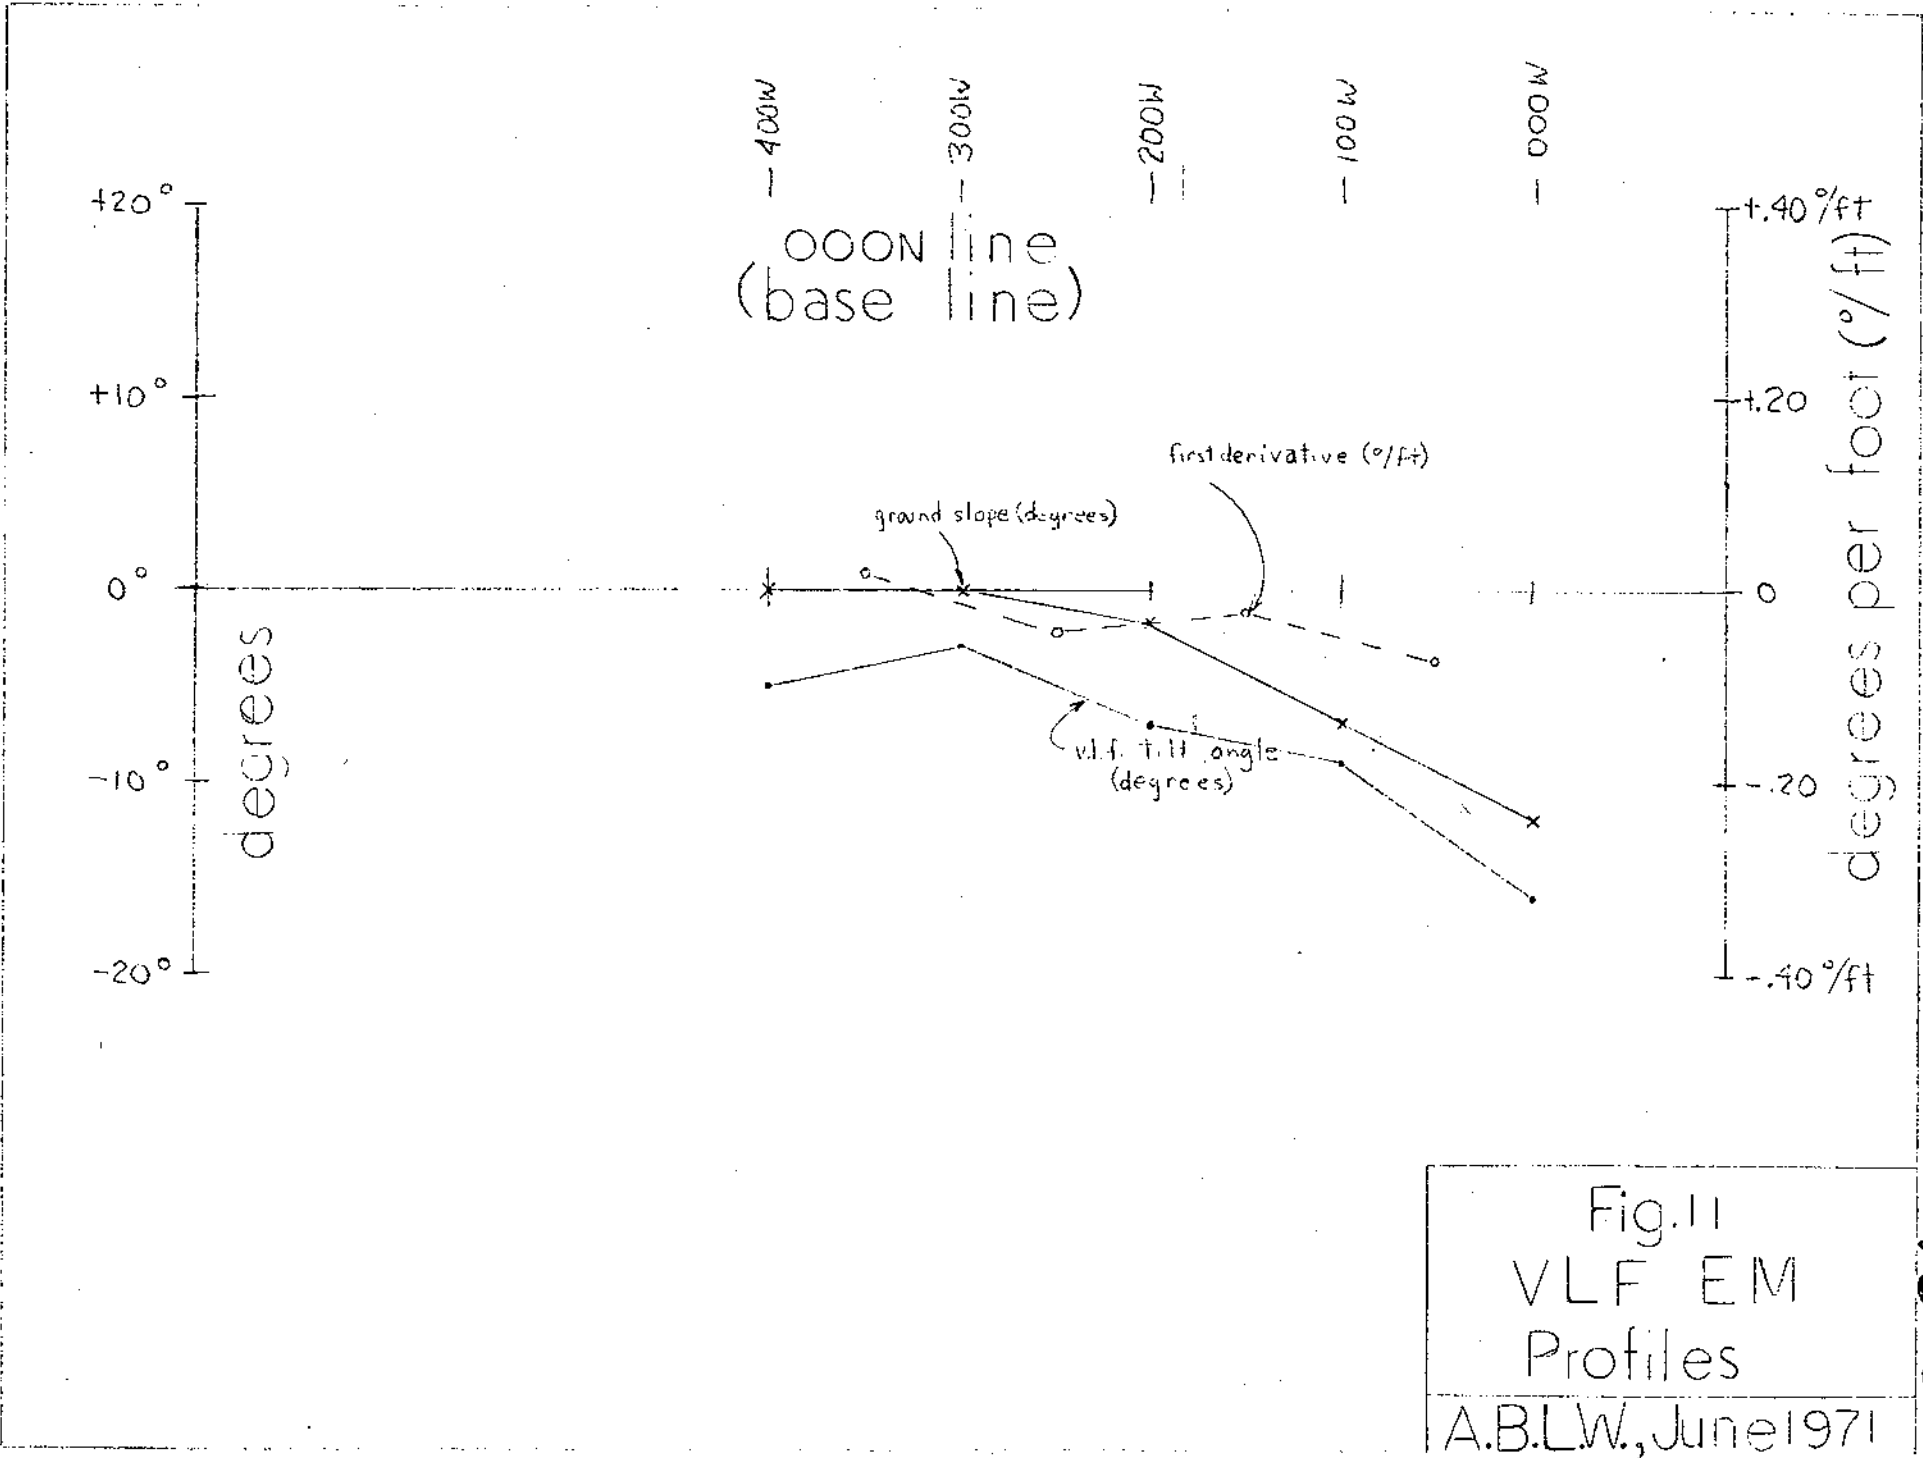 400W
300W
200W
100W
000W
000N line
(base line)
+20°
+10°
0°
-10°
-20°
degrees
+.40°/ft
+.20
0
-.20
-.40°/ft
degrees per foot (°/ft)
first derivative (°/ft)
ground slope (degrees)
v.l.f. tilt angle
(degrees)
Fig. 11
VLF EM
Profiles
A.B.L.W., June 1971